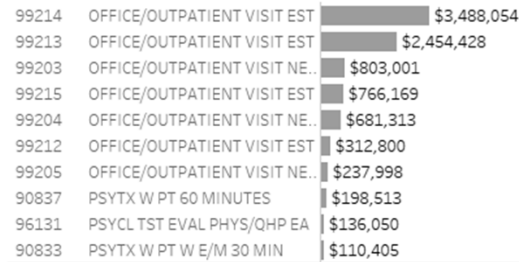 99214 OFFICE/OUTPATIENT VISIT EST $3,488,054
99213 OFFICE/OUTPATIENT VISIT EST $2,454,428
99203 OFFICE/OUTPATIENT VISIT NE.. $803,001
99215 OFFICE/OUTPATIENT VISIT EST $766,169
99204 OFFICE/OUTPATIENT VISIT NE.. $681,313
99212 OFFICE/OUTPATIENT VISIT EST $312,800
99205 OFFICE/OUTPATIENT VISIT NE.. $237,998
90837 PSYTX W PT 60 MINUTES $198,513
96131 PSYCL TST EVAL PHYS/QHP EA $136,050
90833 PSYTX W PT W E/M 30 MIN $110,405